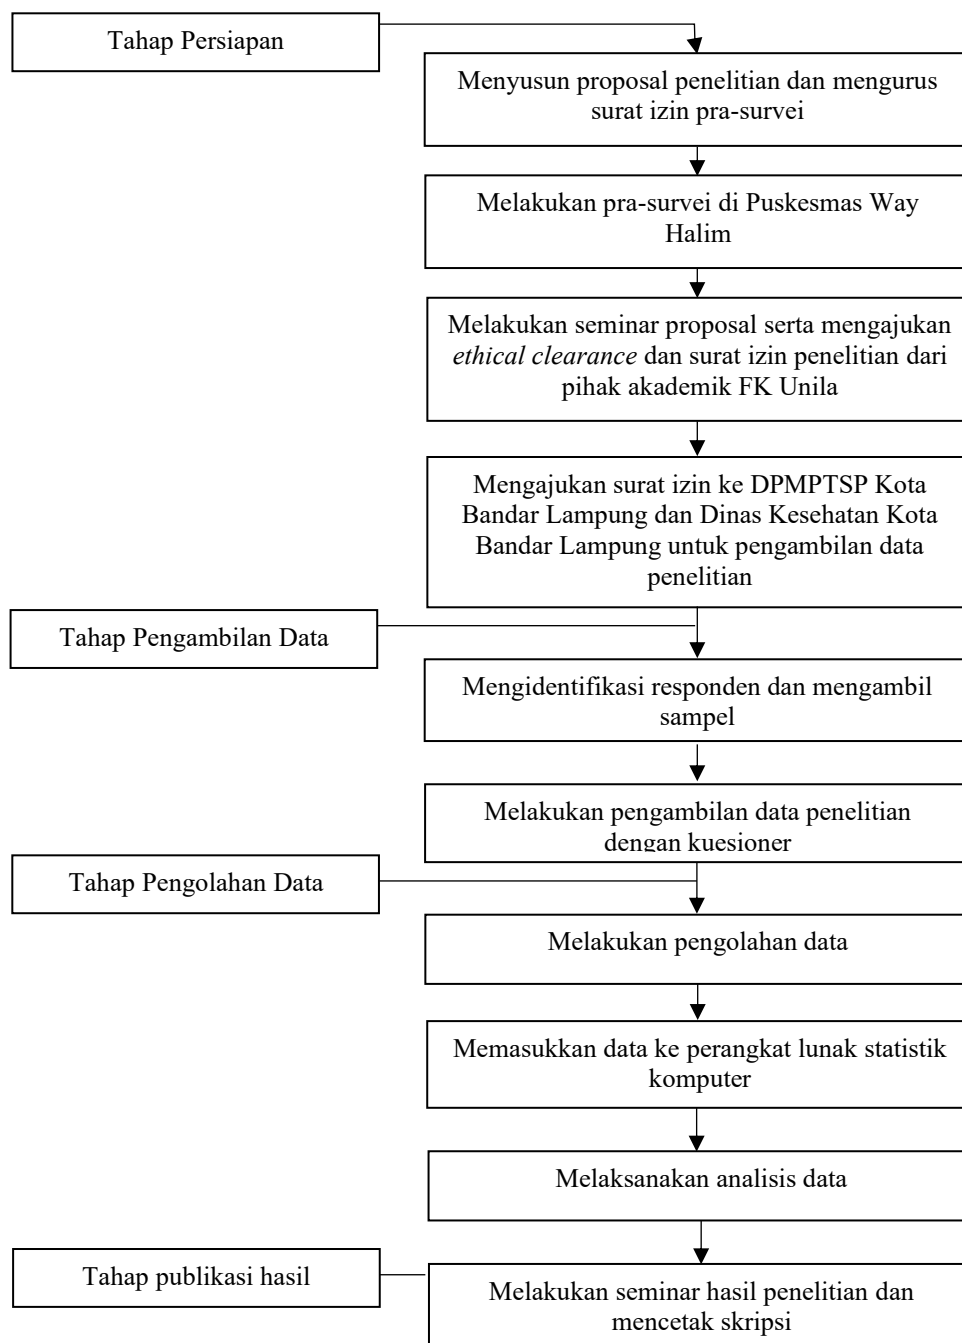 Tahap Persiapan
Menyusun proposal penelitian dan mengurus
surat izin pra-survei
Melakukan pra-survei di Puskesmas Way
Halim
Melakukan seminar proposal serta mengajukan
ethical clearance dan surat izin penelitian dari
pihak akademik FK Unila
Mengajukan surat izin ke DPMPTSP Kota
Bandar Lampung dan Dinas Kesehatan Kota
Bandar Lampung untuk pengambilan data
penelitian
Tahap Pengambilan Data
Mengidentifikasi responden dan mengambil
sampel
Melakukan pengambilan data penelitian
dengan kuesioner
Tahap Pengolahan Data
Melakukan pengolahan data
Memasukkan data ke perangkat lunak statistik
komputer
Melaksanakan analisis data
Tahap publikasi hasil
Melakukan seminar hasil penelitian dan
mencetak skripsi